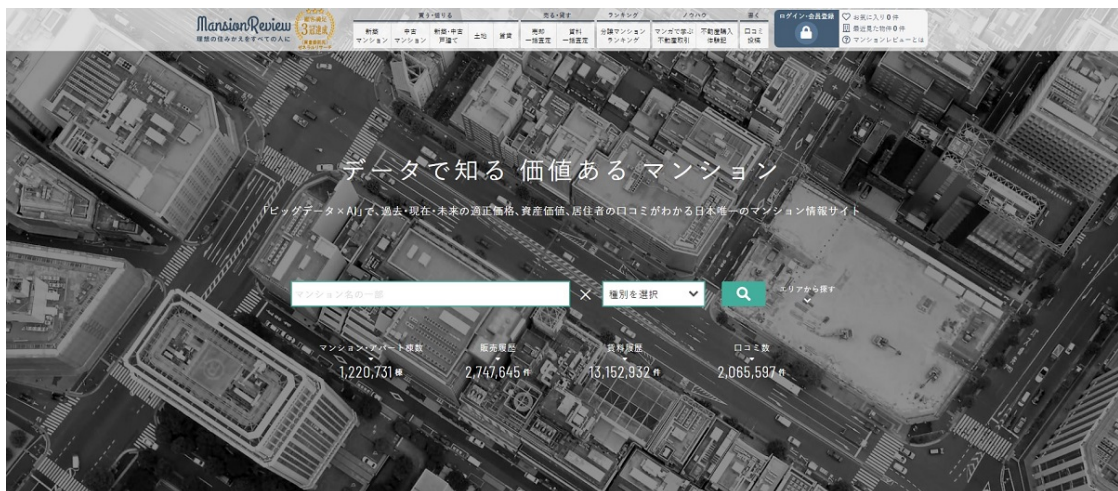 MansionReview
理想の住みかえをすべての人に
3冠達成
買う・借りる
新築
マンション
中古
マンション
新築・中古
戸建て
土地
賃貸
売る・貸す
売却
一括査定
賃料
一括査定
ランキング
分譲マンション
ランキング
ノウハウ
マンガで学ぶ
不動産取引
不動産購入
体験記
書く
口コミ
投稿
ログイン・会員登録
お気に入り0件
最近見た物件0件
マンションレビューとは
データで知る 価値ある マンション
「ビッグデータ×AI」で、過去・現在・未来の適正価格、資産価値、居住者の口コミがわかる日本唯一のマンション情報サイト
マンション名の一部
種別を選択
エリアから探す
マンション・アパート棟数
1,220,731棟
販売履歴
2,747,645件
賃料履歴
13,152,932件
口コミ数
2,065,597件